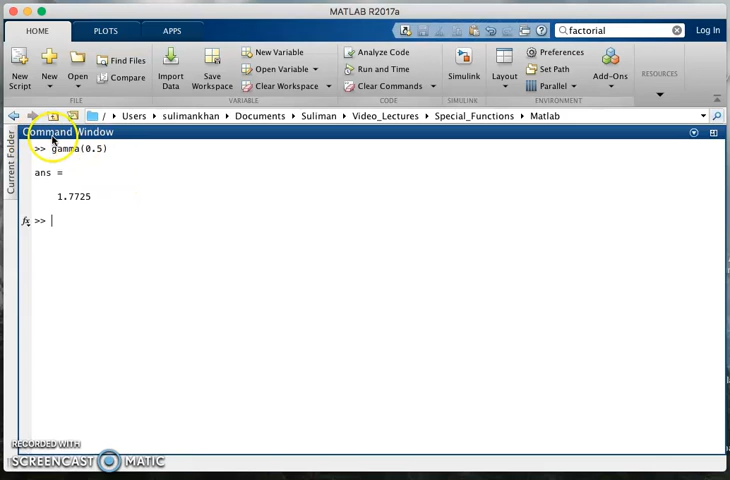 MATLAB R2017a
HOME PLOTS APPS factorial Log In
New Script New Open Find Files Compare Import Data Save Workspace New Variable Open Variable Clear Workspace Analyze Code Run and Time Clear Commands Simulink Layout Preferences Set Path Parallel Add-Ons RESOURCES
FILE VARIABLE CODE SIMULINK ENVIRONMENT
/ Users sulimankhan Documents Suliman Video_Lectures Special_Functions Matlab
Current Folder
Command Window
>> gamma(0.5)
ans =
1.7725
fx >>
RECORDED WITH
SCREENCAST MATIC